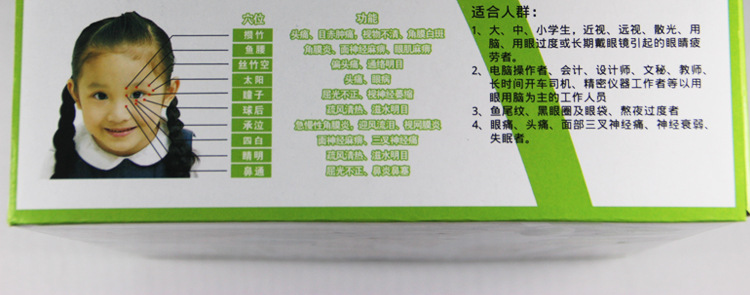 穴位 功能
攒竹 头痛、目赤肿痛、视物不清、角膜白斑
鱼腰 角膜炎、面神经麻痹、眼肌麻痹
丝竹空 偏头痛、通络明目
太阳 头痛、眼病
瞳子 屈光不正、视神经萎缩
球后 疏风清热、滋水明目
承泣 急慢性角膜炎、迎风流泪、视网膜炎
四白 面神经麻痹、三叉神经痛
睛明 疏风清热、滋水明目
鼻通 屈光不正、鼻炎鼻塞
适合人群：
1、大、中、小学生，近视、远视、散光、用
脑、用眼过度或长期戴眼镜引起的眼睛疲
劳者。
2、电脑操作者、会计、设计师、文秘、教师、
长时间开车司机、精密仪器工作者等以用
眼用脑为主的工作人员
3、鱼尾纹、黑眼圈及眼袋、熬夜过度者
4、眼痛、头痛、面部三叉神经痛、神经衰弱、
失眠者。